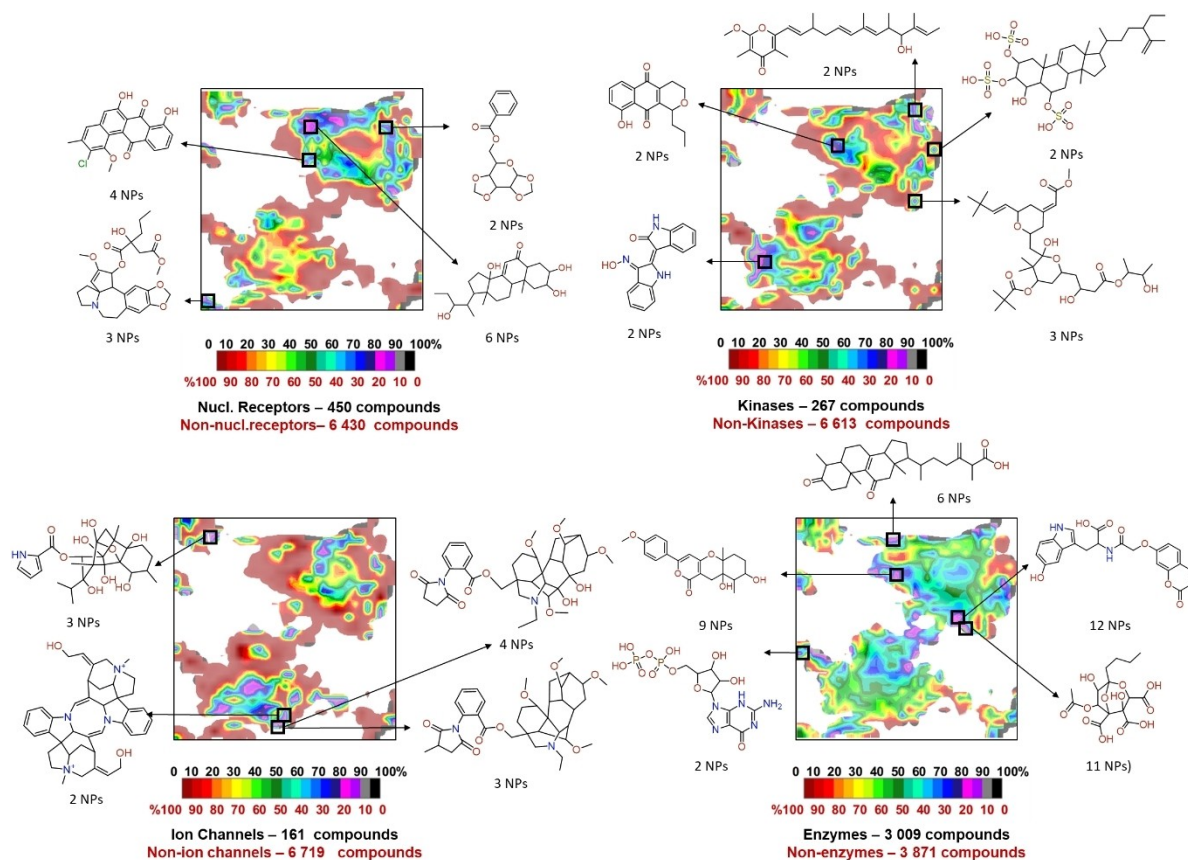 4 NPs
2 NPs
3 NPs
6 NPs
0 10 20 30 40 50 60 70 80 90 100%
%100 90 80 70 60 50 40 30 20 10 0
Nucl. Receptors – 450 compounds
Non-nucl.receptors– 6 430 compounds
2 NPs
2 NPs
2 NPs
2 NPs
3 NPs
0 10 20 30 40 50 60 70 80 90 100%
%100 90 80 70 60 50 40 30 20 10 0
Kinases – 267 compounds
Non-Kinases – 6 613 compounds
3 NPs
4 NPs
2 NPs
3 NPs
0 10 20 30 40 50 60 70 80 90 100%
%100 90 80 70 60 50 40 30 20 10 0
Ion Channels – 161 compounds
Non-ion channels – 6 719 compounds
6 NPs
9 NPs
12 NPs
2 NPs
11 NPs)
0 10 20 30 40 50 60 70 80 90 100%
%100 90 80 70 60 50 40 30 20 10 0
Enzymes – 3 009 compounds
Non-enzymes – 3 871 compounds